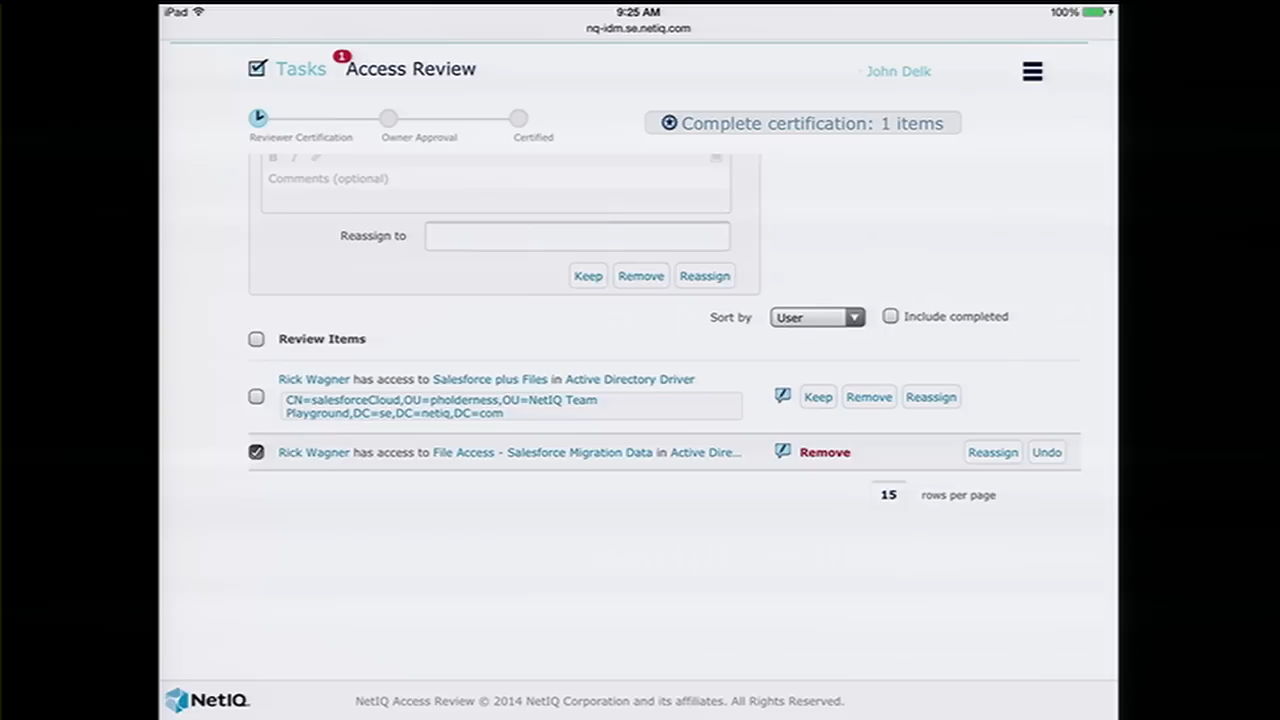 iPad 9:25 AM 100%
nq-idm.se.netiq.com
Tasks 1 Access Review John Delk
Reviewer Certification Owner Approval Certified
Complete certification: 1 items
B I
Comments (optional)
Reassign to
Keep Remove Reassign
Sort by User Include completed
Review Items
Rick Wagner has access to Salesforce plus Files in Active Directory Driver
CN=salesforceCloud,OU=pholderness,OU=NetIQ Team
Playground,DC=se,DC=netiq,DC=com
Keep Remove Reassign
Rick Wagner has access to File Access - Salesforce Migration Data in Active Dire... Remove Reassign Undo
15 rows per page
NetIQ. NetIQ Access Review © 2014 NetIQ Corporation and its affiliates. All Rights Reserved.